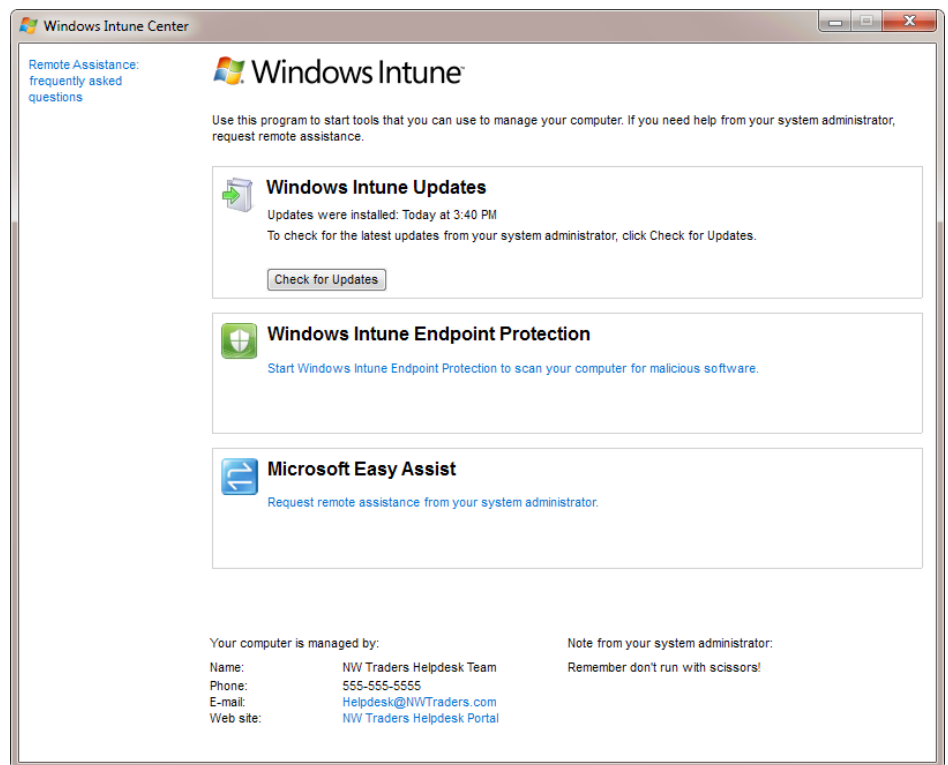 Windows Intune Center
Remote Assistance:
frequently asked
questions
Windows Intune™
Use this program to start tools that you can use to manage your computer. If you need help from your system administrator,
request remote assistance.
Windows Intune Updates
Updates were installed: Today at 3:40 PM
To check for the latest updates from your system administrator, click Check for Updates.
Check for Updates
Windows Intune Endpoint Protection
Start Windows Intune Endpoint Protection to scan your computer for malicious software.
Microsoft Easy Assist
Request remote assistance from your system administrator.
Your computer is managed by:
Name: NW Traders Helpdesk Team
Phone: 555-555-5555
E-mail: Helpdesk@NWTraders.com
Web site: NW Traders Helpdesk Portal
Note from your system administrator:
Remember don't run with scissors!